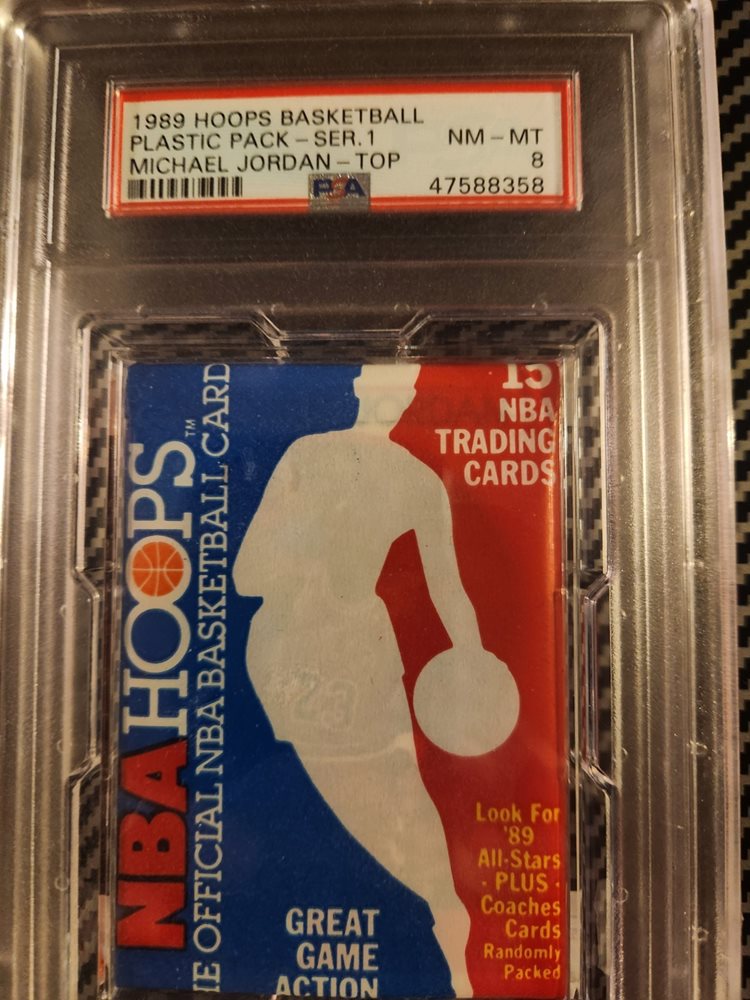 1989 HOOPS BASKETBALL
PLASTIC PACK - SER. 1 NM - MT
MICHAEL JORDAN - TOP 8
PSA 47588358
15
NBA
TRADING
CARDS
NBA HOOPS™
THE OFFICIAL NBA BASKETBALL CARD
23
Look For
'89
All-Stars
- PLUS -
Coaches
Cards
Randomly
Packed
GREAT
GAME
ACTION